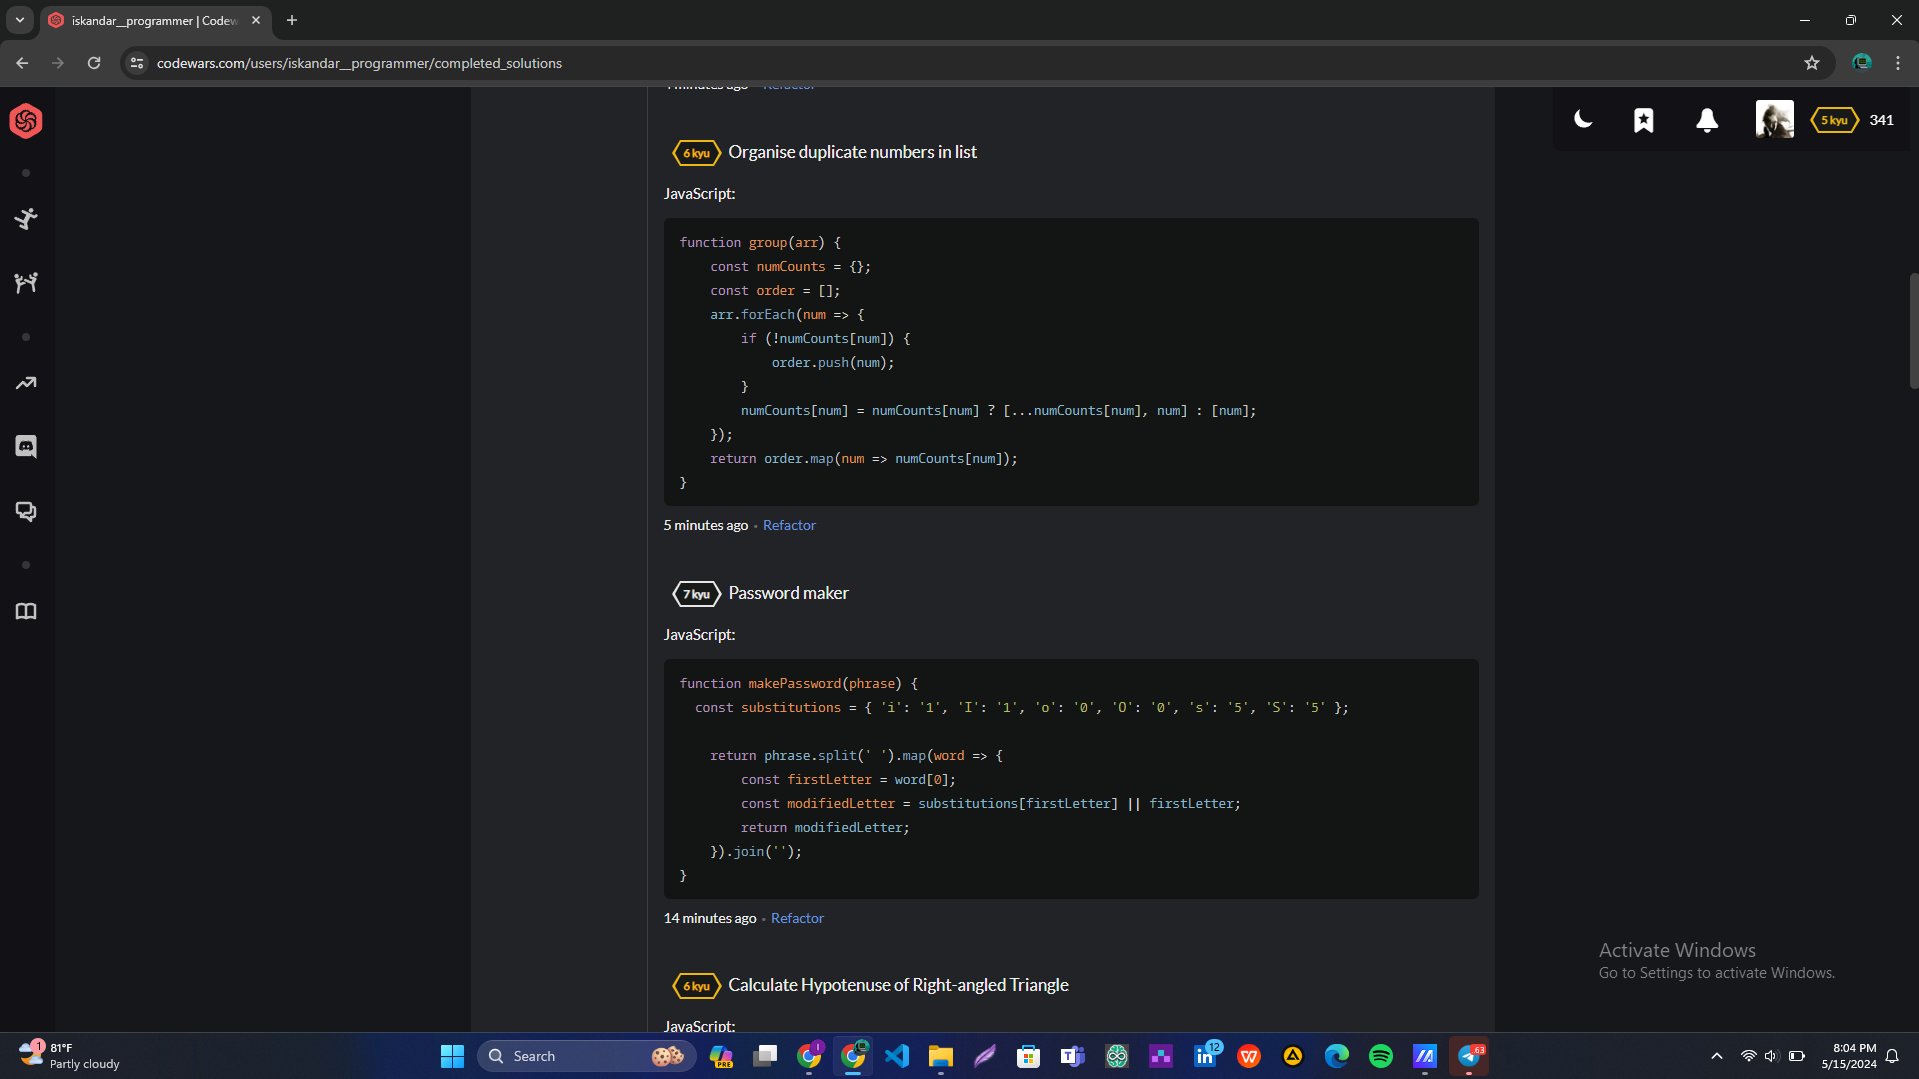 iskandar__programmer | Codew
codewars.com/users/iskandar__programmer/completed_solutions
minutes ago Refactor
5 kyu 341
6 kyu Organise duplicate numbers in list
JavaScript:
function group(arr) {
    const numCounts = {};
    const order = [];
    arr.forEach(num => {
        if (!numCounts[num]) {
            order.push(num);
        }
        numCounts[num] = numCounts[num] ? [...numCounts[num], num] : [num];
    });
    return order.map(num => numCounts[num]);
}
5 minutes ago • Refactor
7 kyu Password maker
JavaScript:
function makePassword(phrase) {
  const substitutions = { 'i': '1', 'I': '1', 'o': '0', 'O': '0', 's': '5', 'S': '5' };
    return phrase.split(' ').map(word => {
        const firstLetter = word[0];
        const modifiedLetter = substitutions[firstLetter] || firstLetter;
        return modifiedLetter;
    }).join('');
}
14 minutes ago • Refactor
6 kyu Calculate Hypotenuse of Right-angled Triangle
JavaScript:
Activate Windows
Go to Settings to activate Windows.
1
81°F
Partly cloudy
Search
PRE
12
63
8:04 PM
5/15/2024